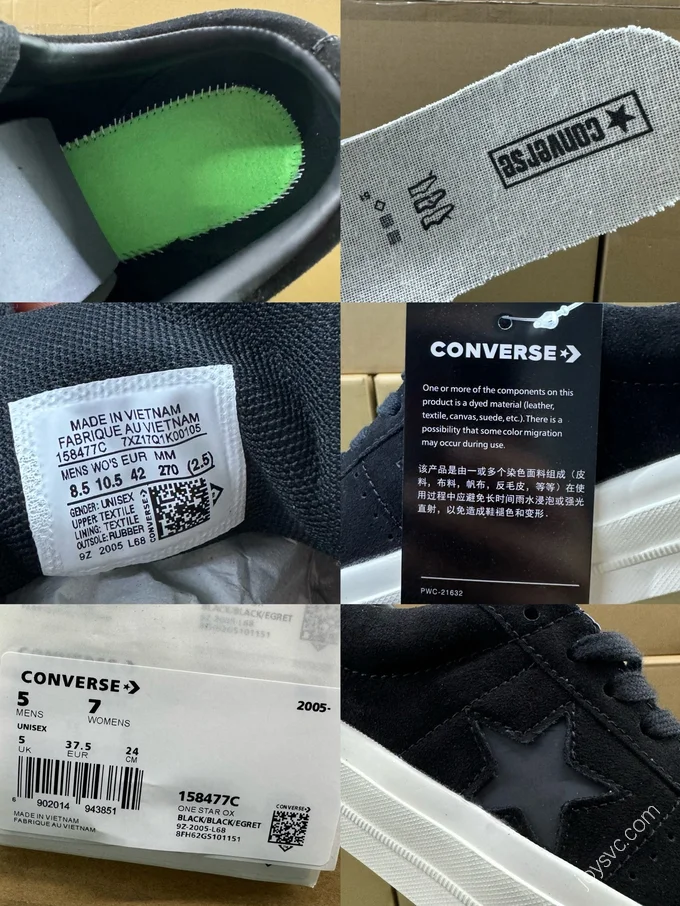 CONVERSE
5
MADE IN VIETNAM
FABRIQUE AU VIETNAM
158477C 7XZ17Q1K00105
MENS WO'S EUR MM
8.5 10.5 42 270 (2.5)
GENDER: UNISEX
UPPER: TEXTILE
LINING: TEXTILE
OUTSOLE: RUBBER
9Z 2005 L68
CONVERSE
CONVERSE
One or more of the components on this
product is a dyed material (leather,
textile, canvas, suede, etc.). There is a
possibility that some color migration
may occur during use.
该产品是由一或多个染色面料组成（皮
料，布料，帆布，反毛皮，等等）在使
用过程中应避免长时间雨水浸泡或强光
直射，以免造成鞋褪色和变形.
PWC-21632
BLACK/BLACK/EGRET
9Z-2005-L68
8FH62GS101151
CONVERSE
5 7 2005-
MENS WOMENS
UNISEX
5 37.5 24
UK EUR CM
6 902014 943851
MADE IN VIETNAM
FABRIQUE AU VIETNAM
158477C
ONE STAR OX
BLACK/BLACK/EGRET
9Z-2005-L68
8FH62GS101151
CONVERSE
joysvc.com